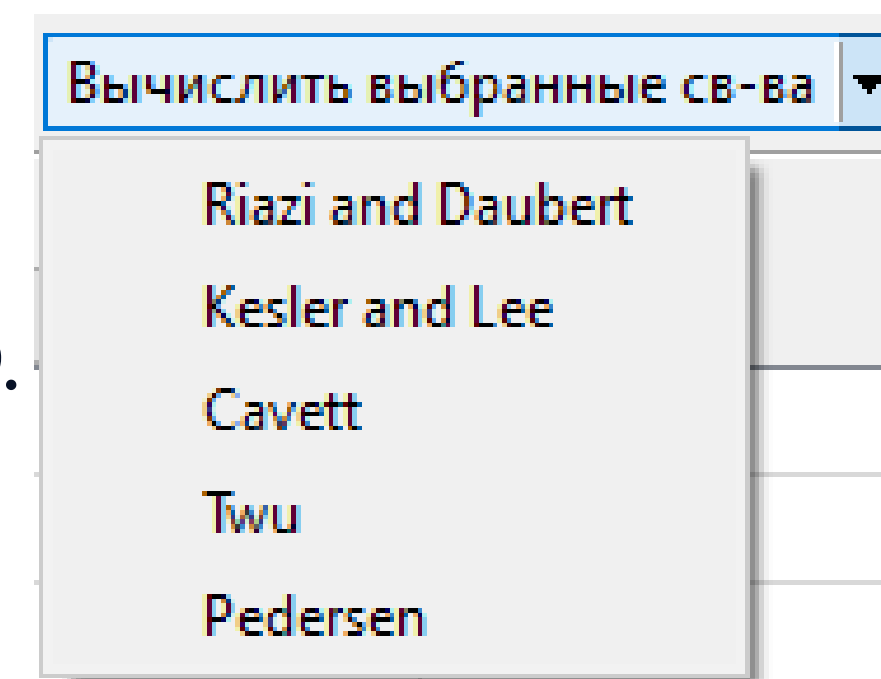 Вычислить выбранные св-ва
Riazi and Daubert
Kesler and Lee
Cavett
Twu
Pedersen